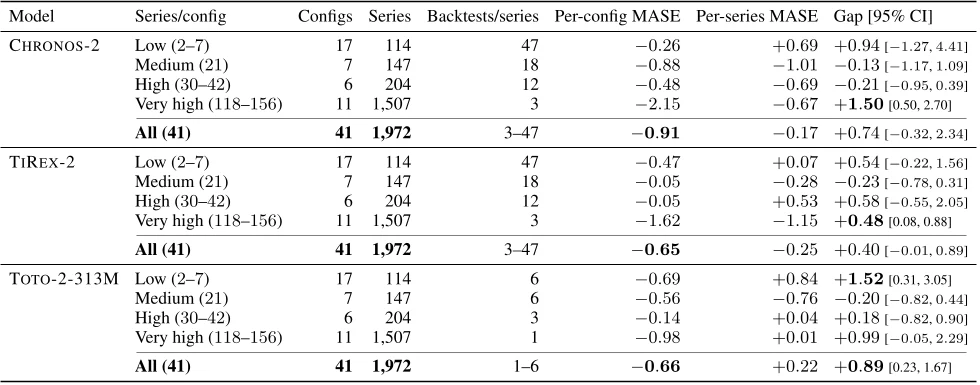 Model Series/config Configs Series Backtests/series Per-config MASE Per-series MASE Gap [95% CI]
CHRONOS-2 Low (2–7) 17 114 47 −0.26 +0.69 +0.94 [−1.27, 4.41]
Medium (21) 7 147 18 −0.88 −1.01 −0.13 [−1.17, 1.09]
High (30–42) 6 204 12 −0.48 −0.69 −0.21 [−0.95, 0.39]
Very high (118–156) 11 1,507 3 −2.15 −0.67 +1.50 [0.50, 2.70]
All (41) 41 1,972 3–47 −0.91 −0.17 +0.74 [−0.32, 2.34]
TIREX-2 Low (2–7) 17 114 47 −0.47 +0.07 +0.54 [−0.22, 1.56]
Medium (21) 7 147 18 −0.05 −0.28 −0.23 [−0.78, 0.31]
High (30–42) 6 204 12 −0.05 +0.53 +0.58 [−0.55, 2.05]
Very high (118–156) 11 1,507 3 −1.62 −1.15 +0.48 [0.08, 0.88]
All (41) 41 1,972 3–47 −0.65 −0.25 +0.40 [−0.01, 0.89]
TOTO-2-313M Low (2–7) 17 114 6 −0.69 +0.84 +1.52 [0.31, 3.05]
Medium (21) 7 147 6 −0.56 −0.76 −0.20 [−0.82, 0.44]
High (30–42) 6 204 3 −0.14 +0.04 +0.18 [−0.82, 0.90]
Very high (118–156) 11 1,507 1 −0.98 +0.01 +0.99 [−0.05, 2.29]
All (41) 41 1,972 1–6 −0.66 +0.22 +0.89 [0.23, 1.67]